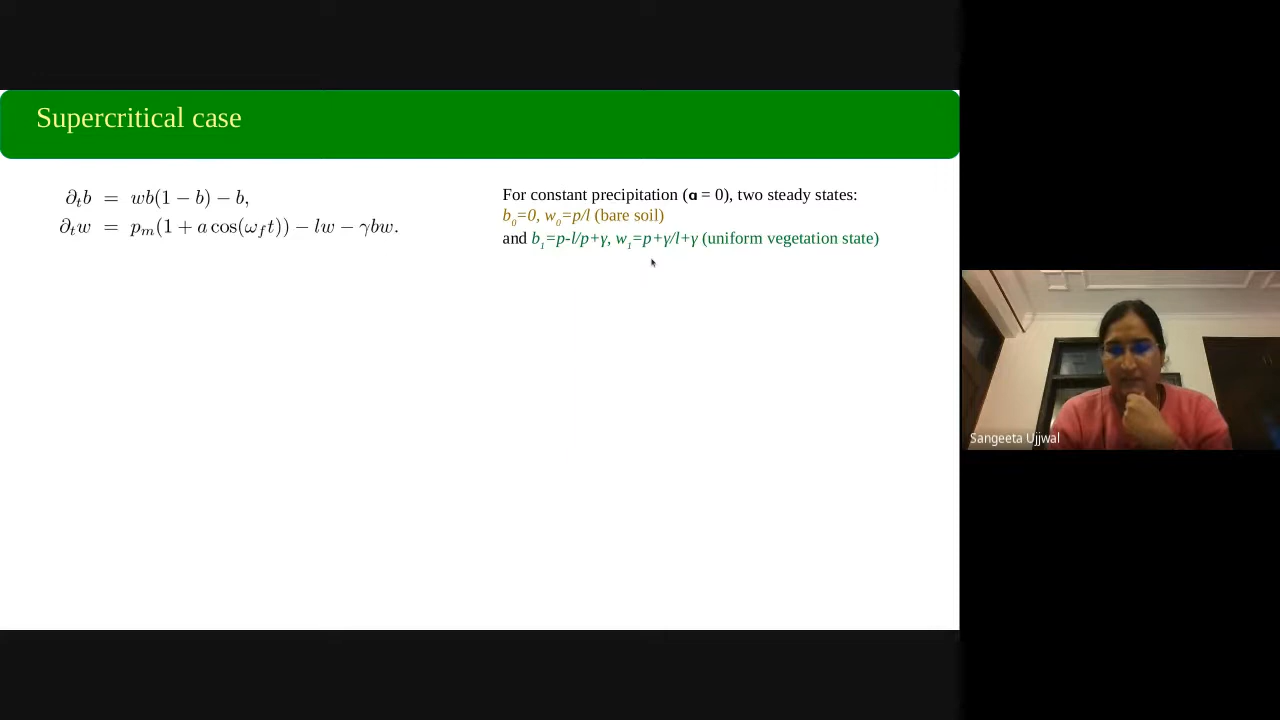 Supercritical case
∂ₜb = wb(1 − b) − b,
∂ₜw = pₘ(1 + a cos(ω_f t)) − lw − γbw.
For constant precipitation (α = 0), two steady states:
b₀=0, w₀=p/l (bare soil)
and b₁=p-l/p+γ, w₁=p+γ/l+γ (uniform vegetation state)
Sangeeta Ujjwal